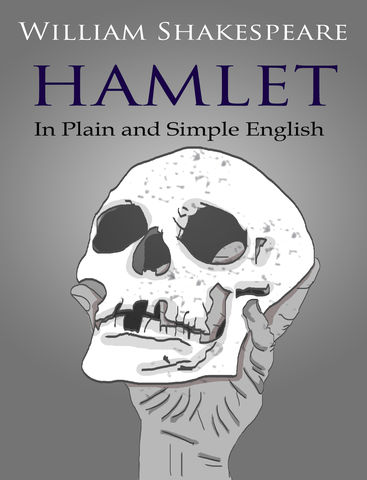 William Shakespeare
HAMLET
In Plain and Simple English